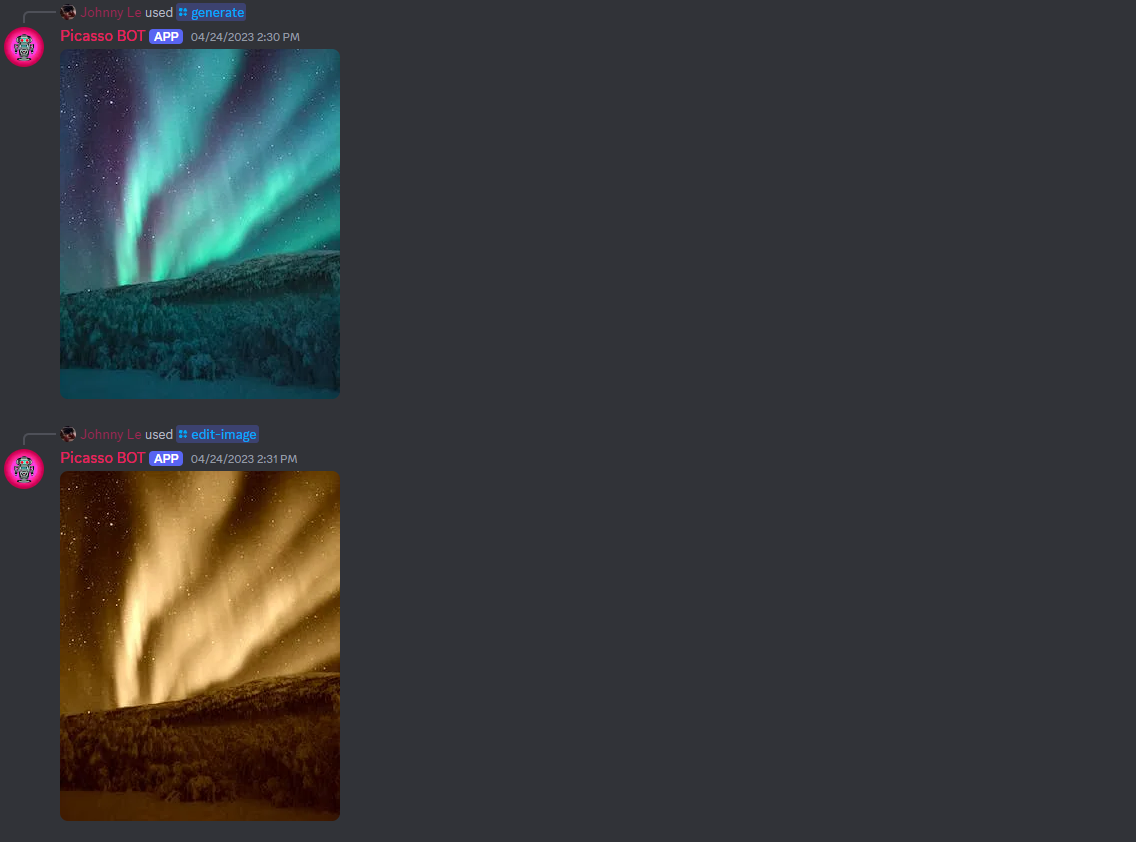 Johnny Le used generate
Picasso BOT APP 04/24/2023 2:30 PM
Johnny Le used edit-image
Picasso BOT APP 04/24/2023 2:31 PM